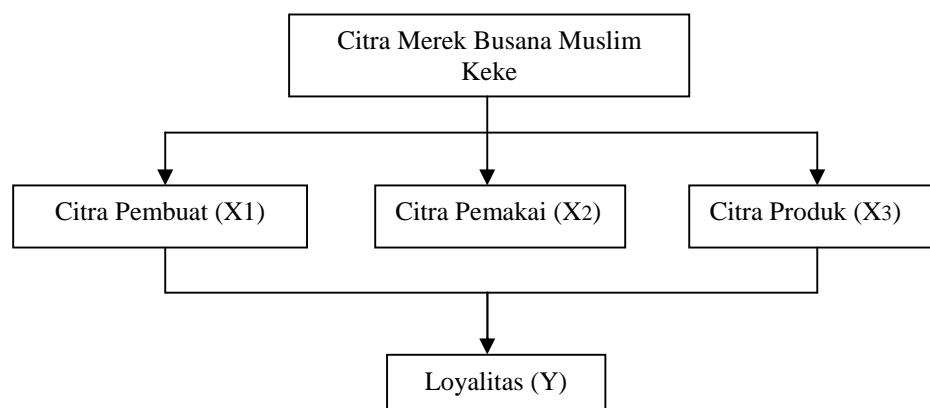 Citra Merek Busana Muslim
Keke
Citra Pembuat (X1)
Citra Pemakai (X2)
Citra Produk (X3)
Loyalitas (Y)